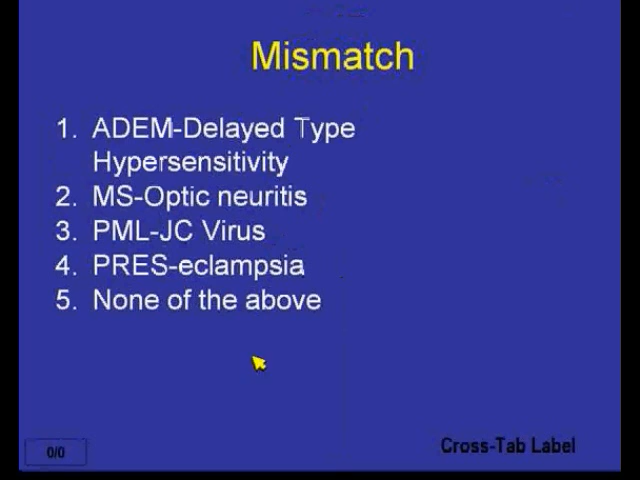 Mismatch
1. ADEM-Delayed Type
Hypersensitivity
2. MS-Optic neuritis
3. PML-JC Virus
4. PRES-eclampsia
5. None of the above
0/0
Cross-Tab Label